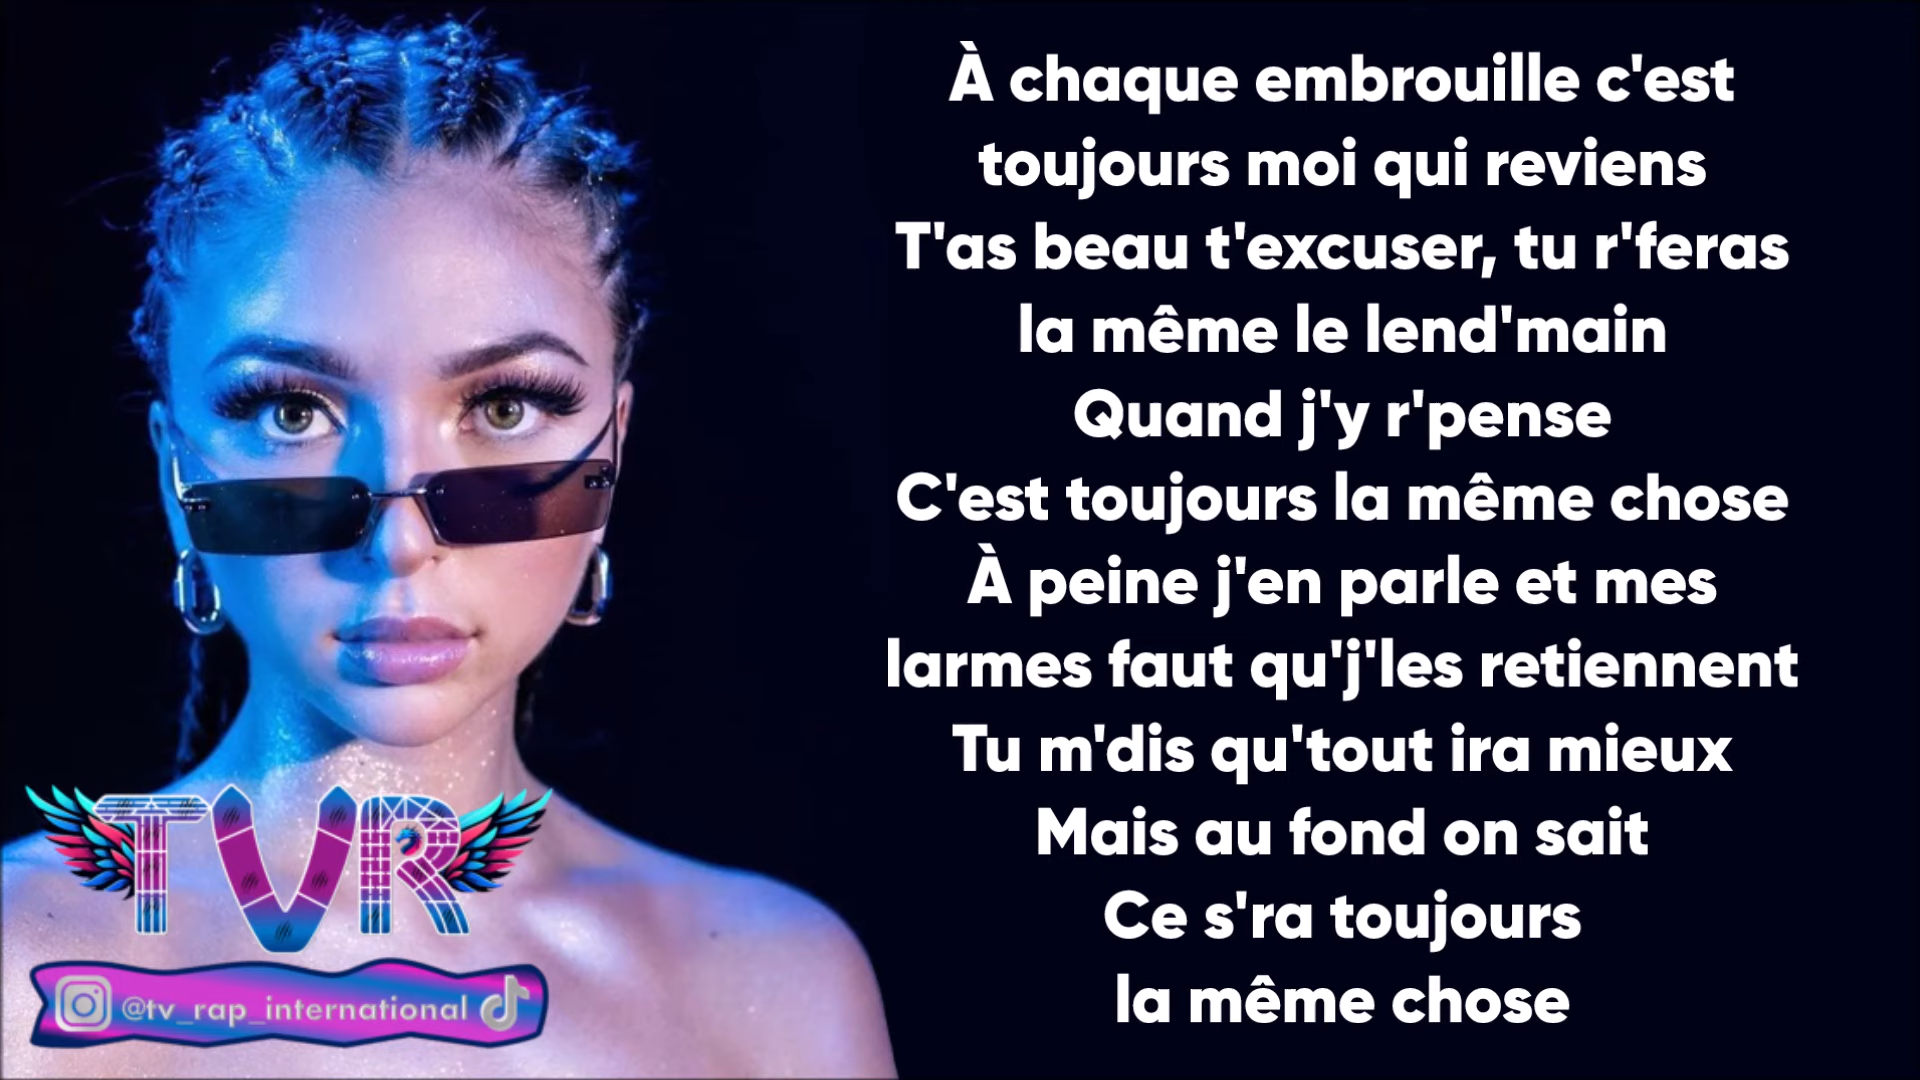 À chaque embrouille c'est
toujours moi qui reviens
T'as beau t'excuser, tu r'feras
la même le lend'main
Quand j'y r'pense
C'est toujours la même chose
À peine j'en parle et mes
larmes faut qu'j'les retiennent
Tu m'dis qu'tout ira mieux
Mais au fond on sait
Ce s'ra toujours
la même chose
TVR
@tv_rap_international